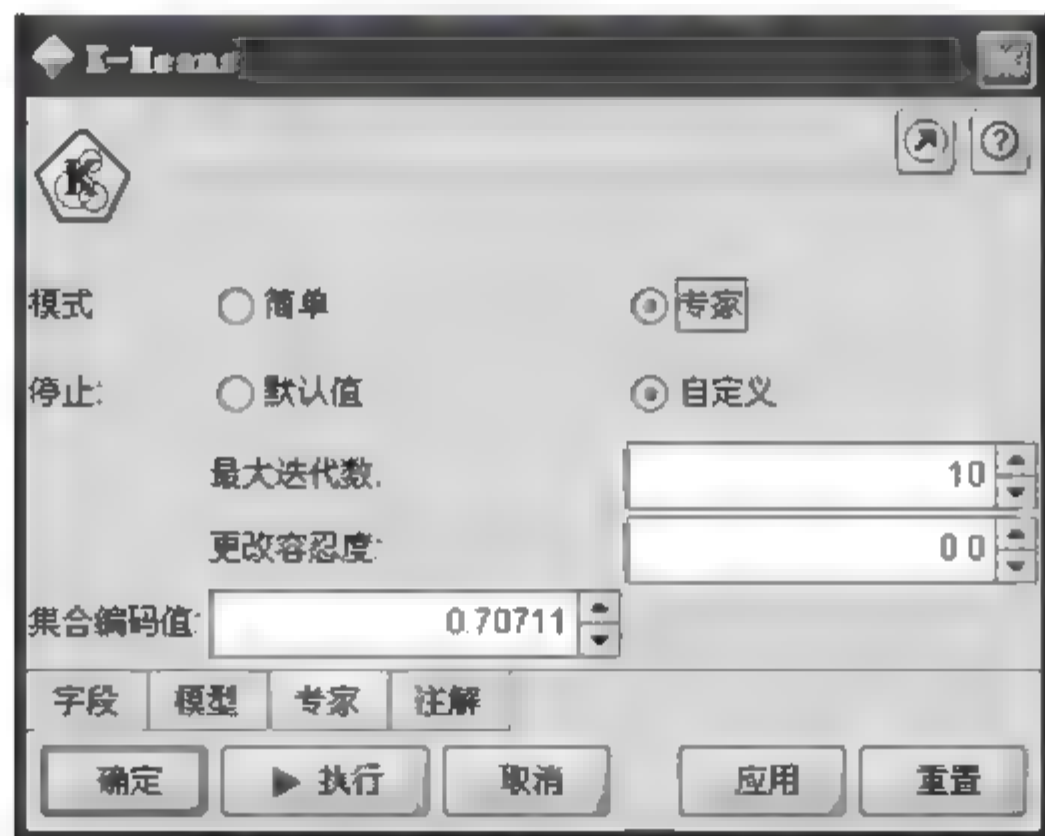 K-Means
K
模式 简单 专家
停止: 默认值 自定义
最大迭代数: 10
更改容忍度: 0.0
集合编码值: 0.70711
字段 模型 专家 注解
确定 执行 取消 应用 重置